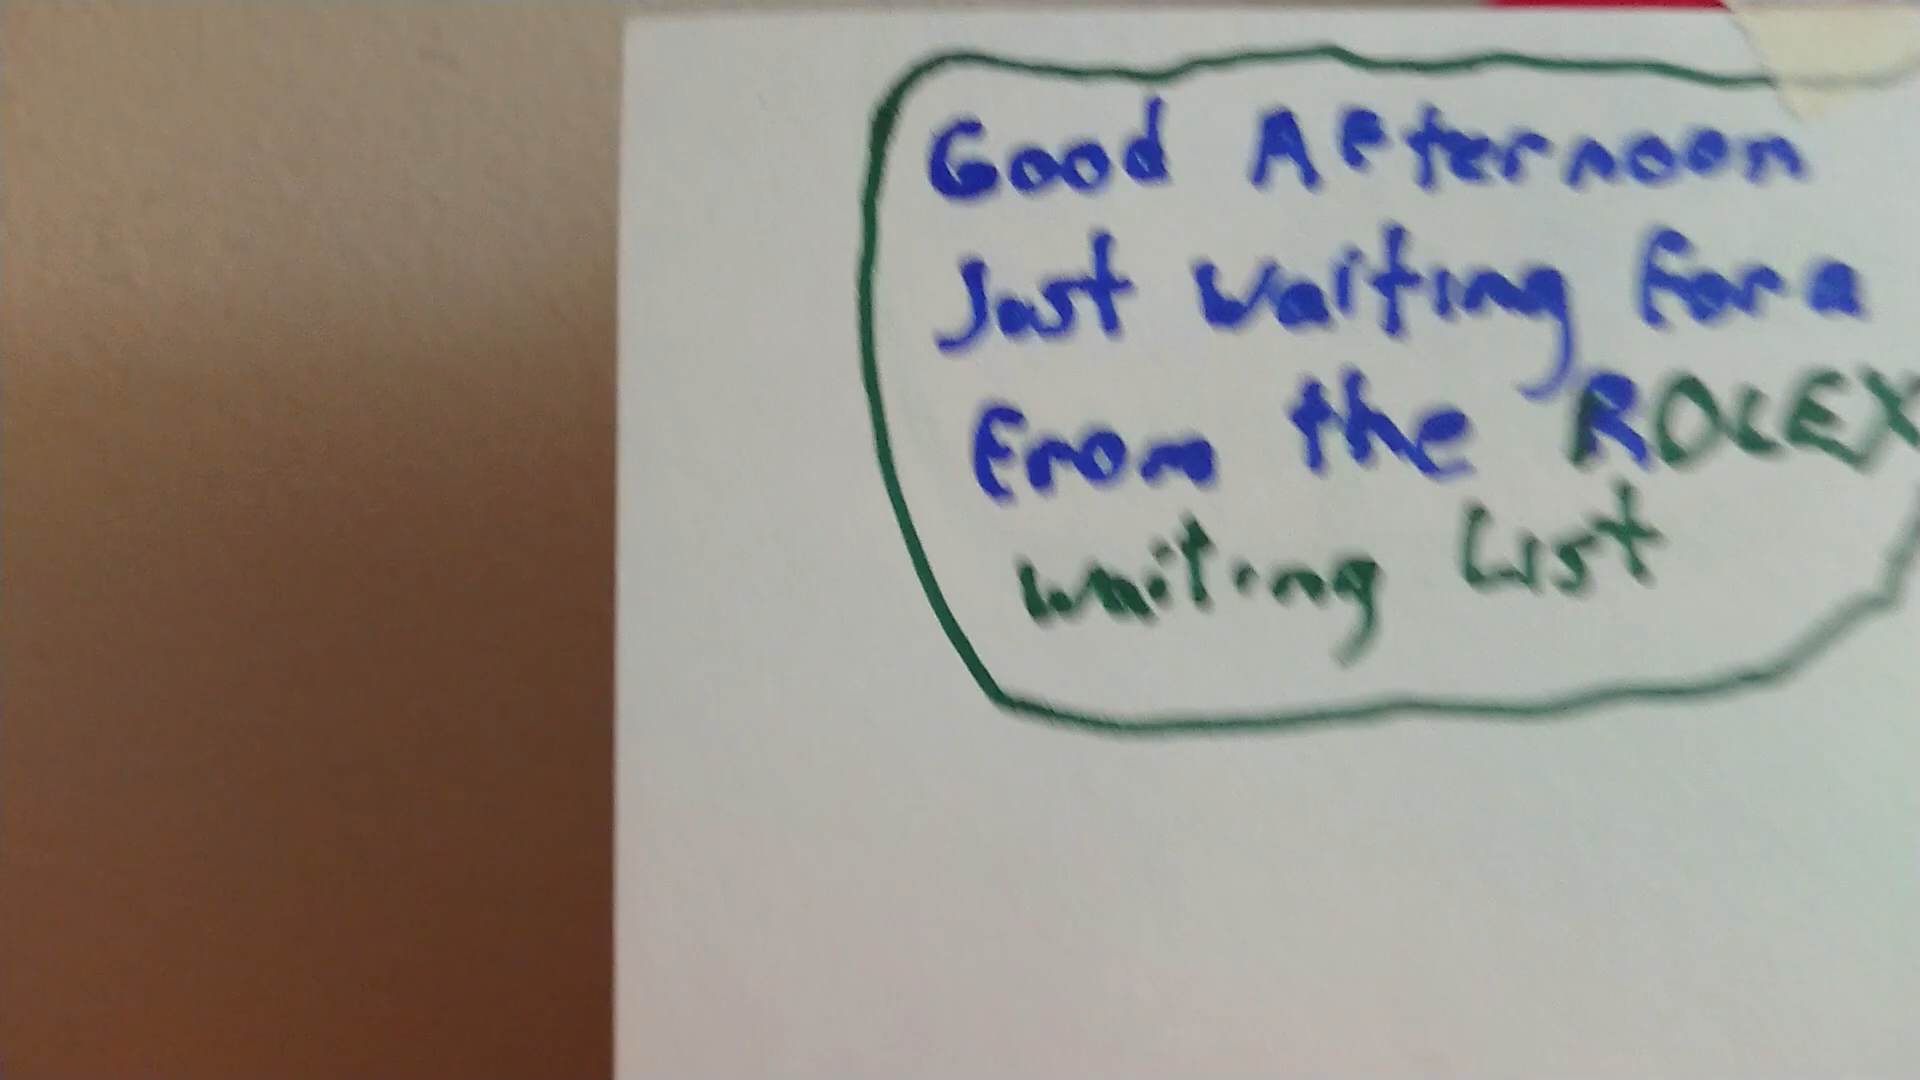 Good Afternoon
Just waiting for a
from the ROLEX
waiting List